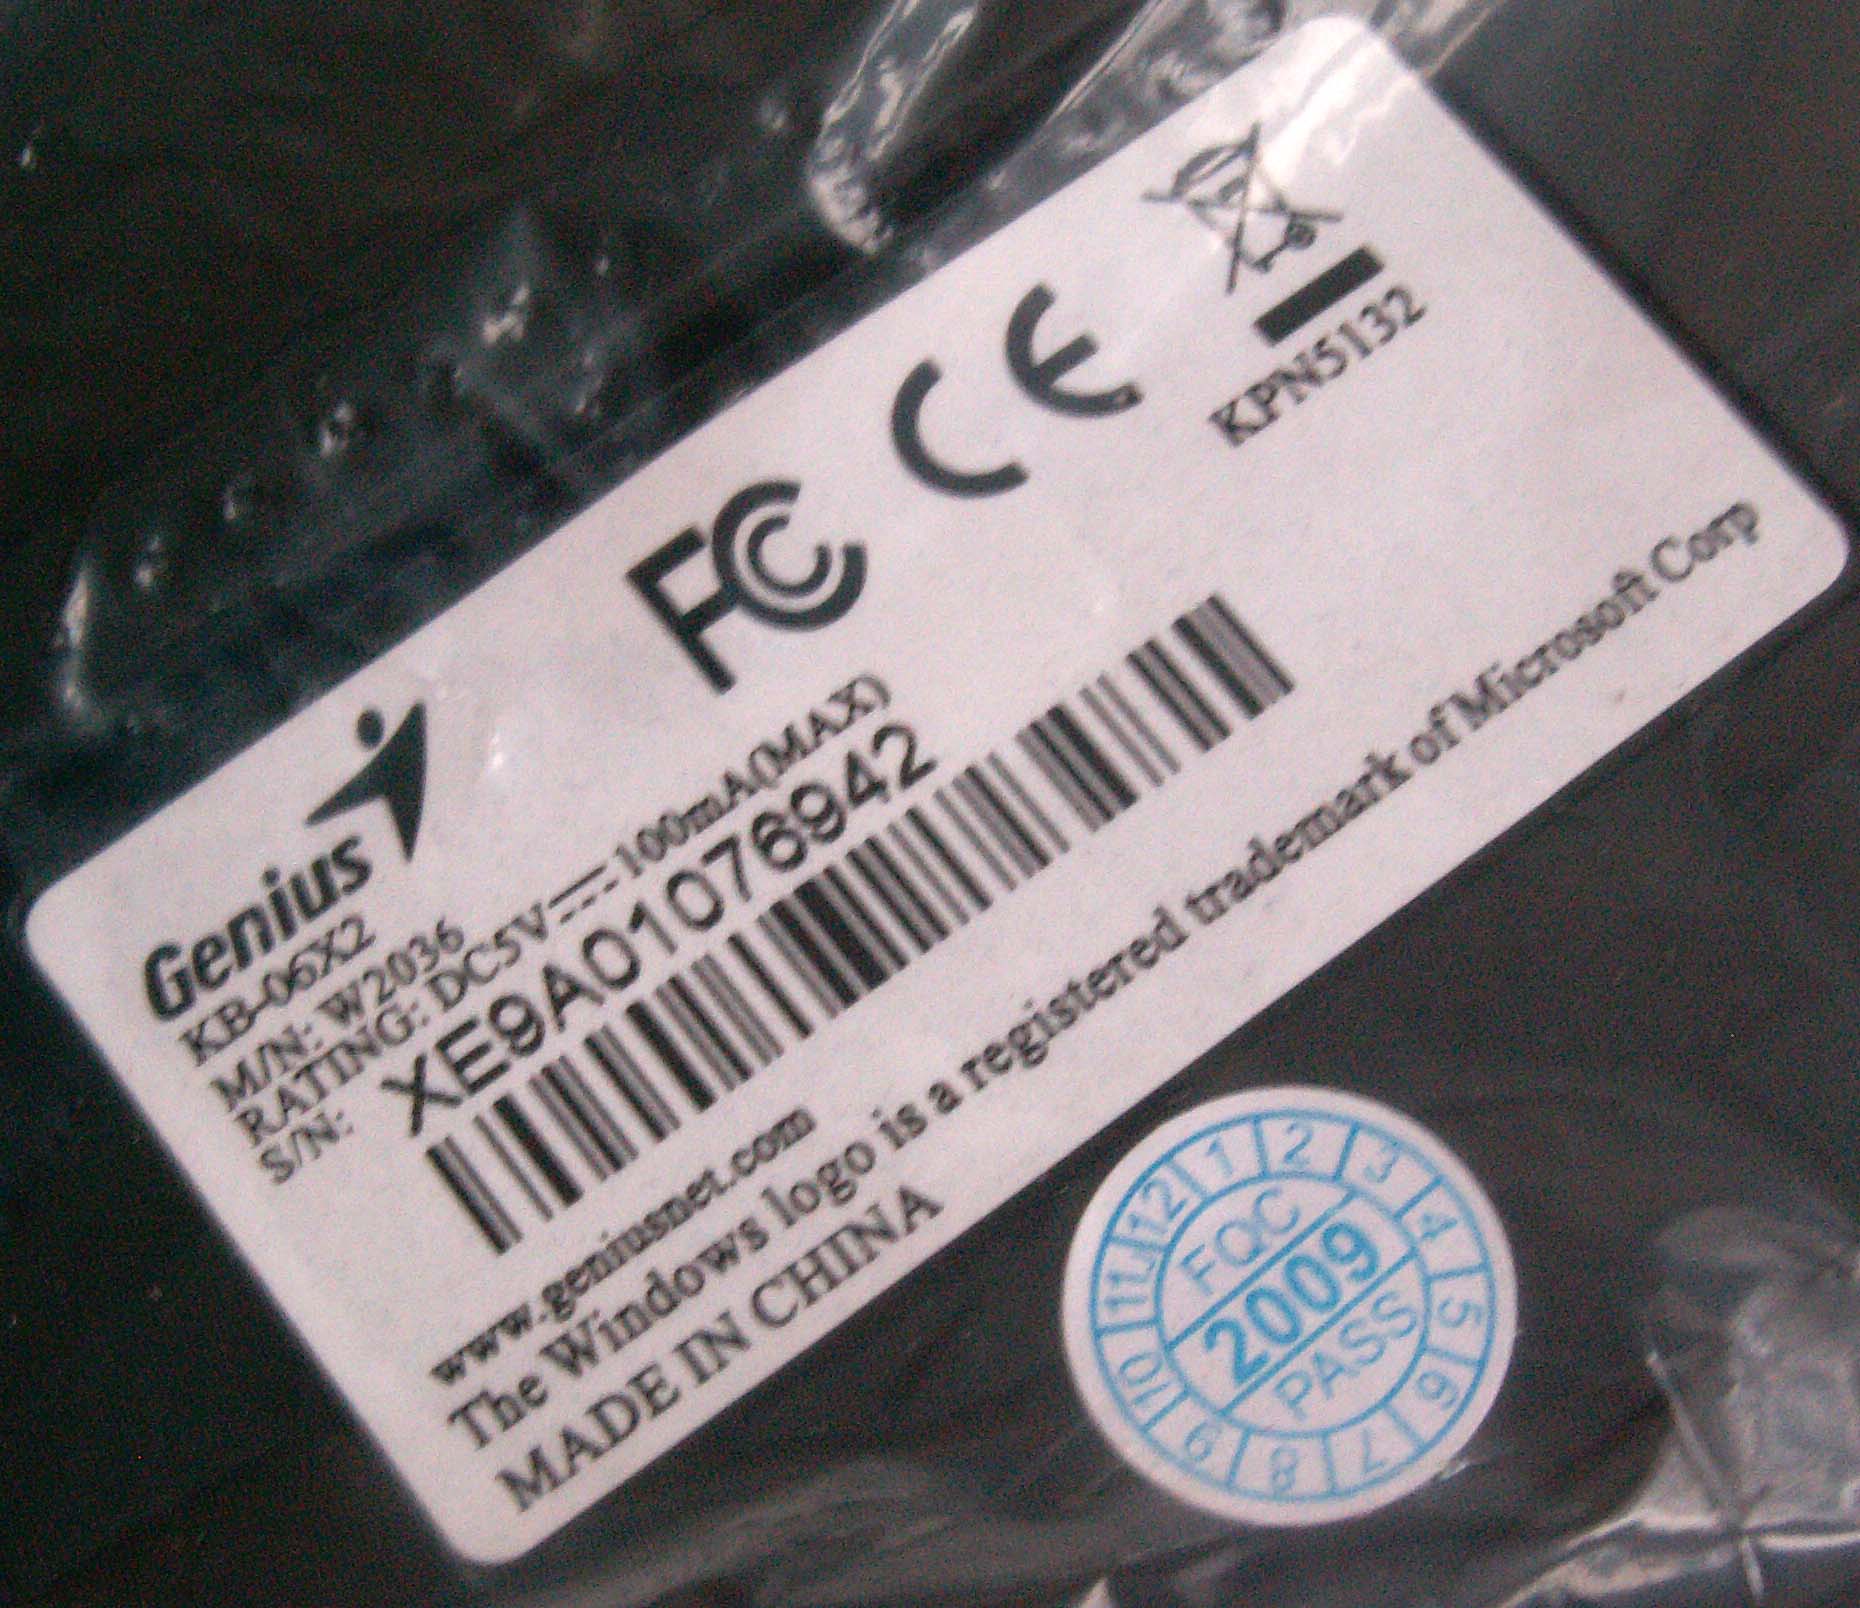 Genius
KB-06X2
M/N: W2036
RATING: DC5V⎓100mA(MAX)
S/N: XE9A01076942
FC CE
KPN5132
www.geniusnet.com
The Windows logo is a registered trademark of Microsoft Corp
MADE IN CHINA
1 2 3 4 5 6 7 8 9 10 11 12
FQC
2009
PASS